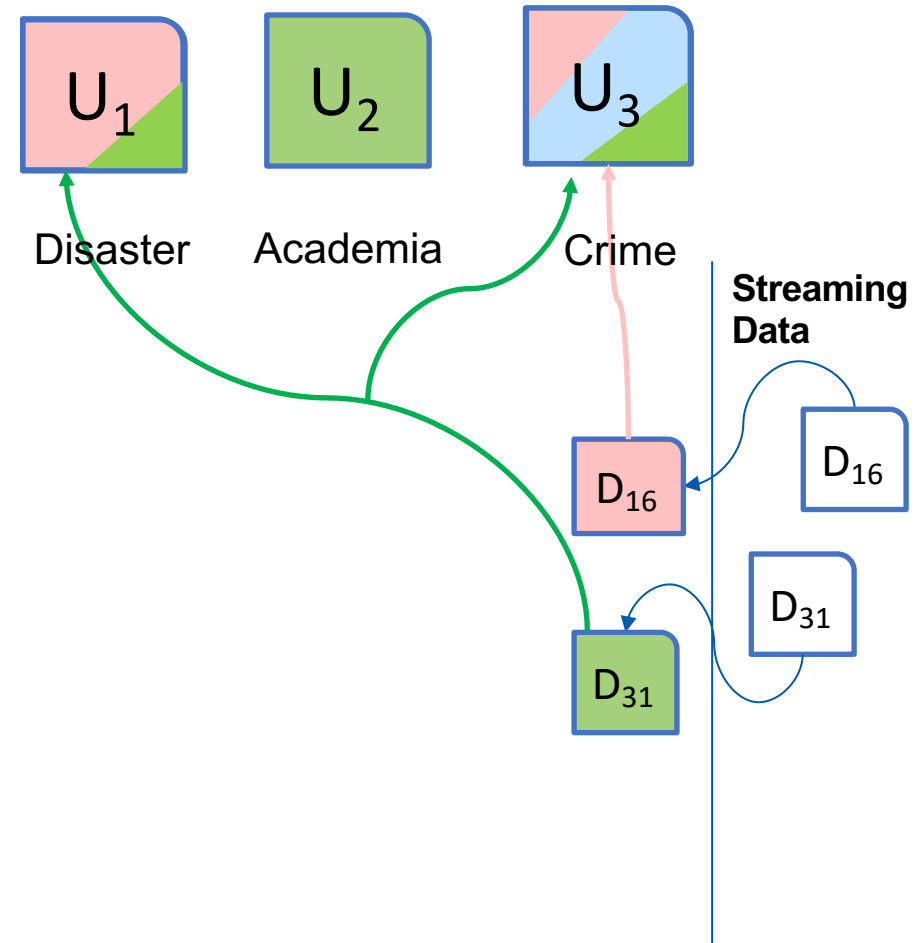 U₁
U₂
U₃
Disaster
Academia
Crime
Streaming
Data
D₁₆
D₁₆
D₃₁
D₃₁